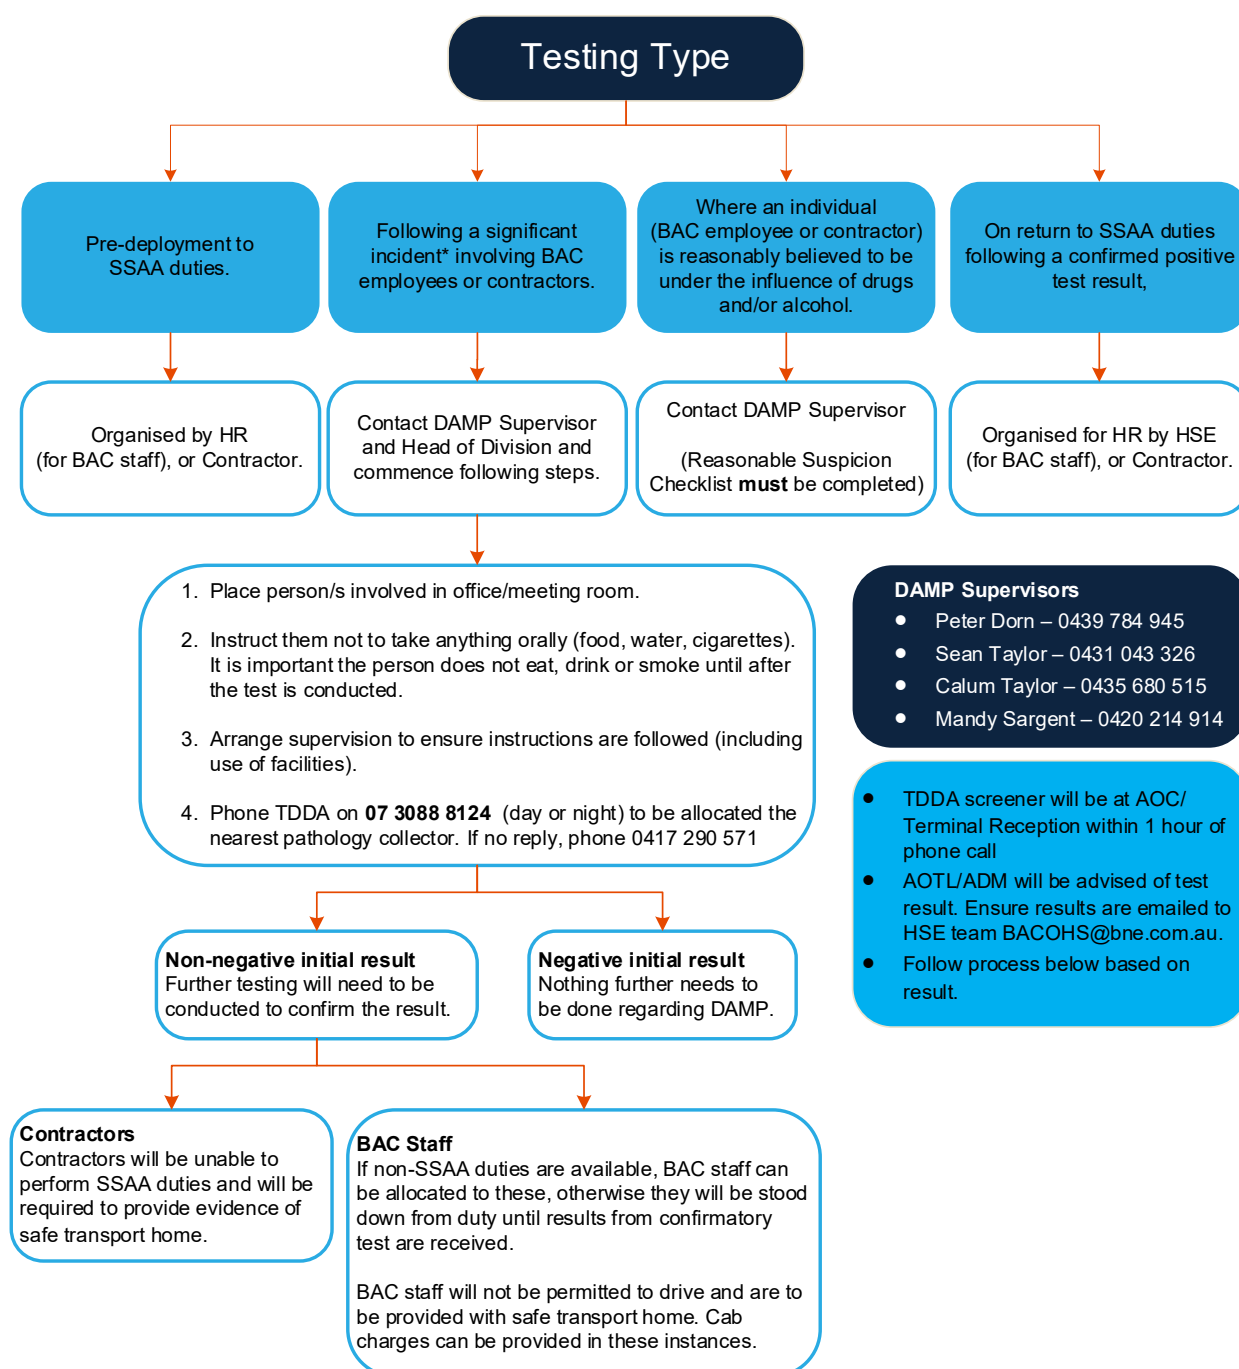 Testing Type
Pre-deployment to
SSAA duties.
Following a significant
incident* involving BAC
employees or contractors.
Where an individual
(BAC employee or contractor)
is reasonably believed to be
under the influence of drugs
and/or alcohol.
On return to SSAA duties
following a confirmed positive
test result,
Organised by HR
(for BAC staff), or Contractor.
Contact DAMP Supervisor
and Head of Division and
commence following steps.
Contact DAMP Supervisor
(Reasonable Suspicion
Checklist must be completed)
Organised for HR by HSE
(for BAC staff), or Contractor.
1. Place person/s involved in office/meeting room.
2. Instruct them not to take anything orally (food, water, cigarettes).
It is important the person does not eat, drink or smoke until after
the test is conducted.
3. Arrange supervision to ensure instructions are followed (including
use of facilities).
4. Phone TDDA on 07 3088 8124 (day or night) to be allocated the
nearest pathology collector. If no reply, phone 0417 290 571
DAMP Supervisors
● Peter Dorn – 0439 784 945
● Sean Taylor – 0431 043 326
● Calum Taylor – 0435 680 515
● Mandy Sargent – 0420 214 914
● TDDA screener will be at AOC/
Terminal Reception within 1 hour of
phone call
● AOTL/ADM will be advised of test
result. Ensure results are emailed to
HSE team BACOHS@bne.com.au.
● Follow process below based on
result.
Non-negative initial result
Further testing will need to be
conducted to confirm the result.
Negative initial result
Nothing further needs to
be done regarding DAMP.
Contractors
Contractors will be unable to
perform SSAA duties and will be
required to provide evidence of
safe transport home.
BAC Staff
If non-SSAA duties are available, BAC staff can
be allocated to these, otherwise they will be stood
down from duty until results from confirmatory
test are received.
BAC staff will not be permitted to drive and are to
be provided with safe transport home. Cab
charges can be provided in these instances.